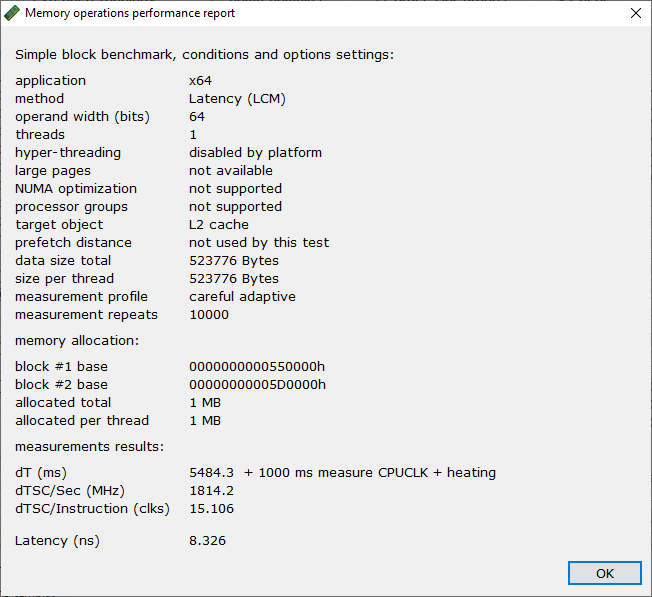 Memory operations performance report
Simple block benchmark, conditions and options settings:
application x64
method Latency (LCM)
operand width (bits) 64
threads 1
hyper-threading disabled by platform
large pages not available
NUMA optimization not supported
processor groups not supported
target object L2 cache
prefetch distance not used by this test
data size total 523776 Bytes
size per thread 523776 Bytes
measurement profile careful adaptive
measurement repeats 10000
memory allocation:
block #1 base 0000000000550000h
block #2 base 00000000005D0000h
allocated total 1 MB
allocated per thread 1 MB
measurements results:
dT (ms) 5484.3 + 1000 ms measure CPUCLK + heating
dTSC/Sec (MHz) 1814.2
dTSC/Instruction (clks) 15.106
Latency (ns) 8.326
OK